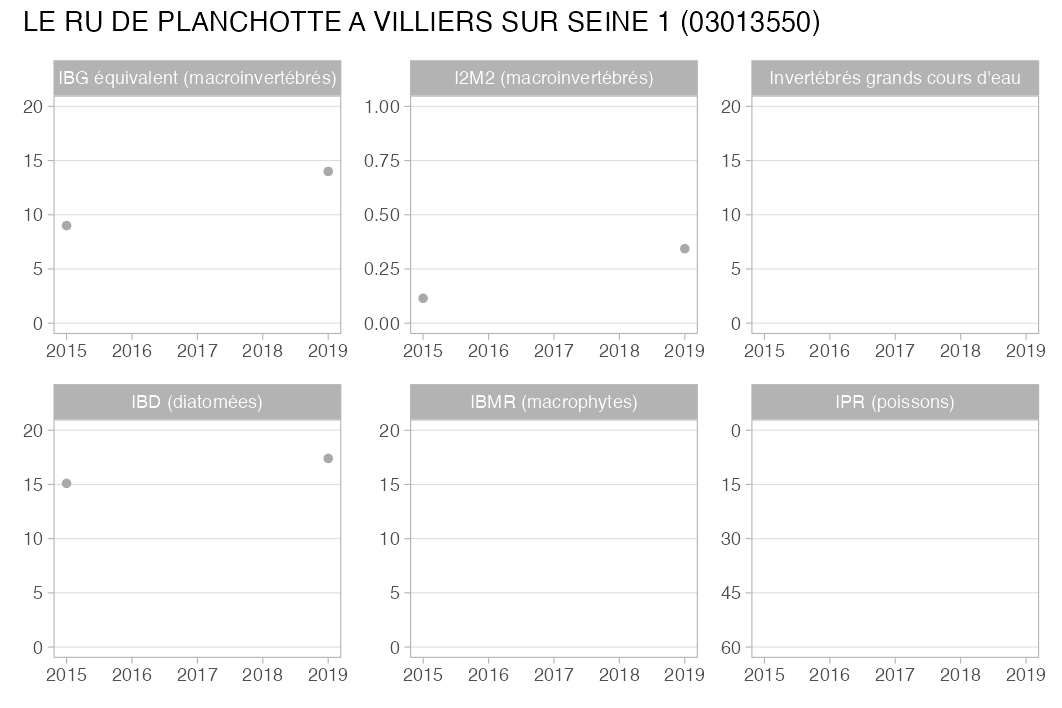 LE RU DE PLANCHOTTE A VILLIERS SUR SEINE 1 (03013550)
IBG équivalent (macroinvertébrés)
20
15
10
5
0
2015 2016 2017 2018 2019
I2M2 (macroinvertébrés)
1.00
0.75
0.50
0.25
0.00
2015 2016 2017 2018 2019
Invertébrés grands cours d'eau
20
15
10
5
0
2015 2016 2017 2018 2019
IBD (diatomées)
20
15
10
5
0
2015 2016 2017 2018 2019
IBMR (macrophytes)
20
15
10
5
0
2015 2016 2017 2018 2019
IPR (poissons)
0
15
30
45
60
2015 2016 2017 2018 2019